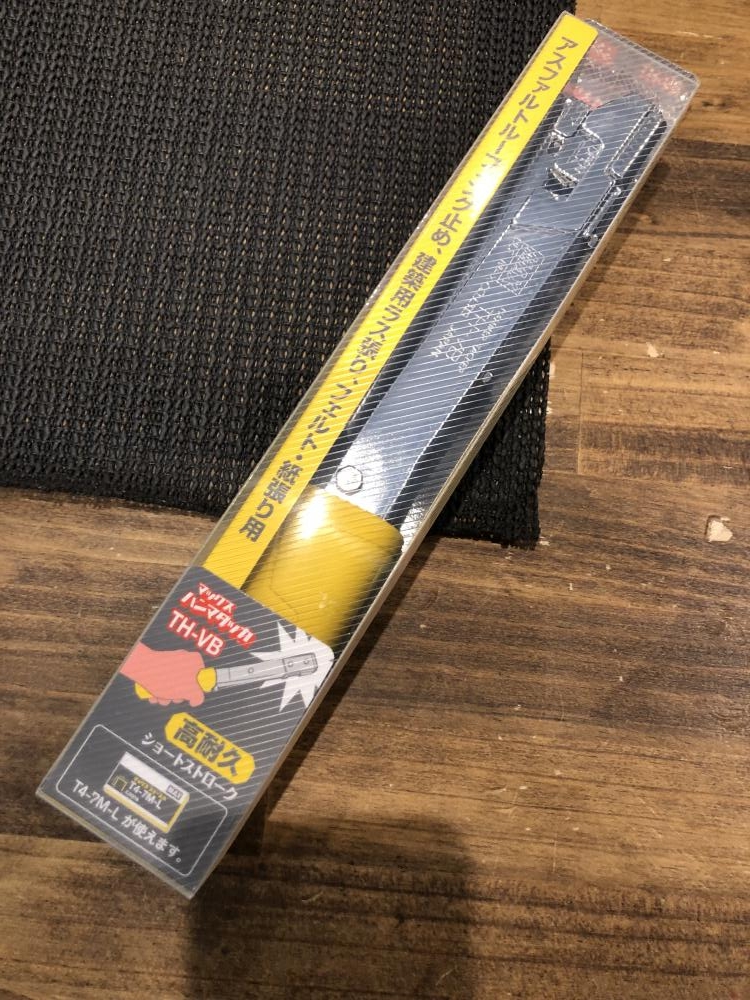 アスファルトルーフィング止め、建築用ラス張り、フェルト・紙張り用
マックス
ハンマタッカ
TH-VB
高耐久
ショートストローク
MAX
T4-7M-L
T4-7M-L が使えます。